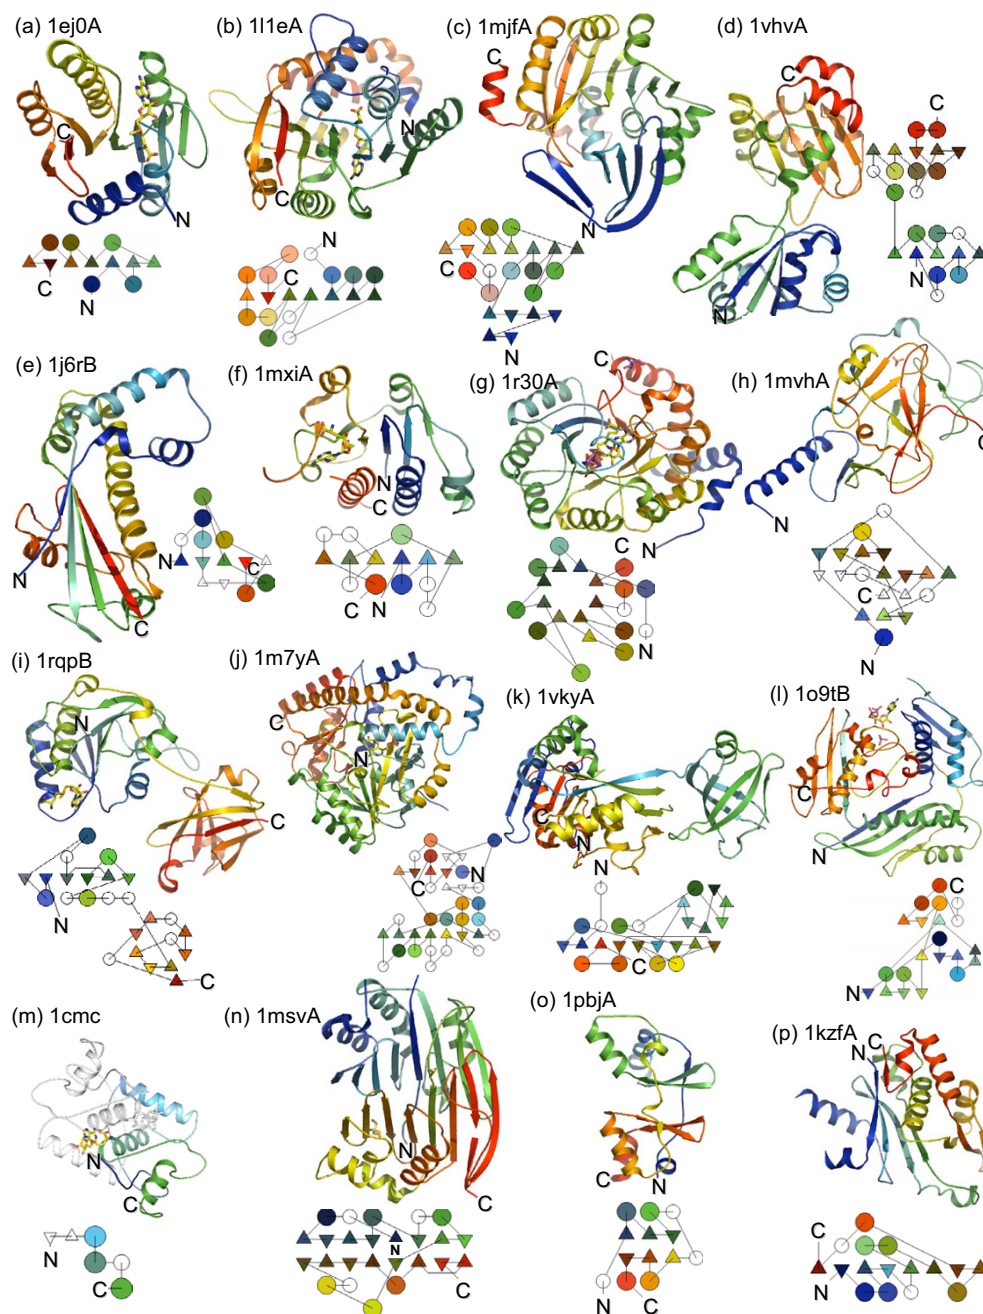 (a) 1ej0A
(b) 1l1eA
(c) 1mjfA
(d) 1vhvA
C
N
C
N
N
C
N
C
C
N
C
N
C
N
C
N
(e) 1j6rB
(f) 1mxiA
(g) 1r30A
(h) 1mvhA
N
C
N
C
N
C
C
N
C
N
C
N
C
N
C
N
(i) 1rqpB
(j) 1m7yA
(k) 1vkyA
(l) 1o9tB
N
C
N
C
C
N
C
N
C
N
N
C
C
N
C
N
(m) 1cmc
(n) 1msvA
(o) 1pbjA
(p) 1kzfA
N
C
N
C
N
C
N
C
C
N
N
C
N
C
C
N